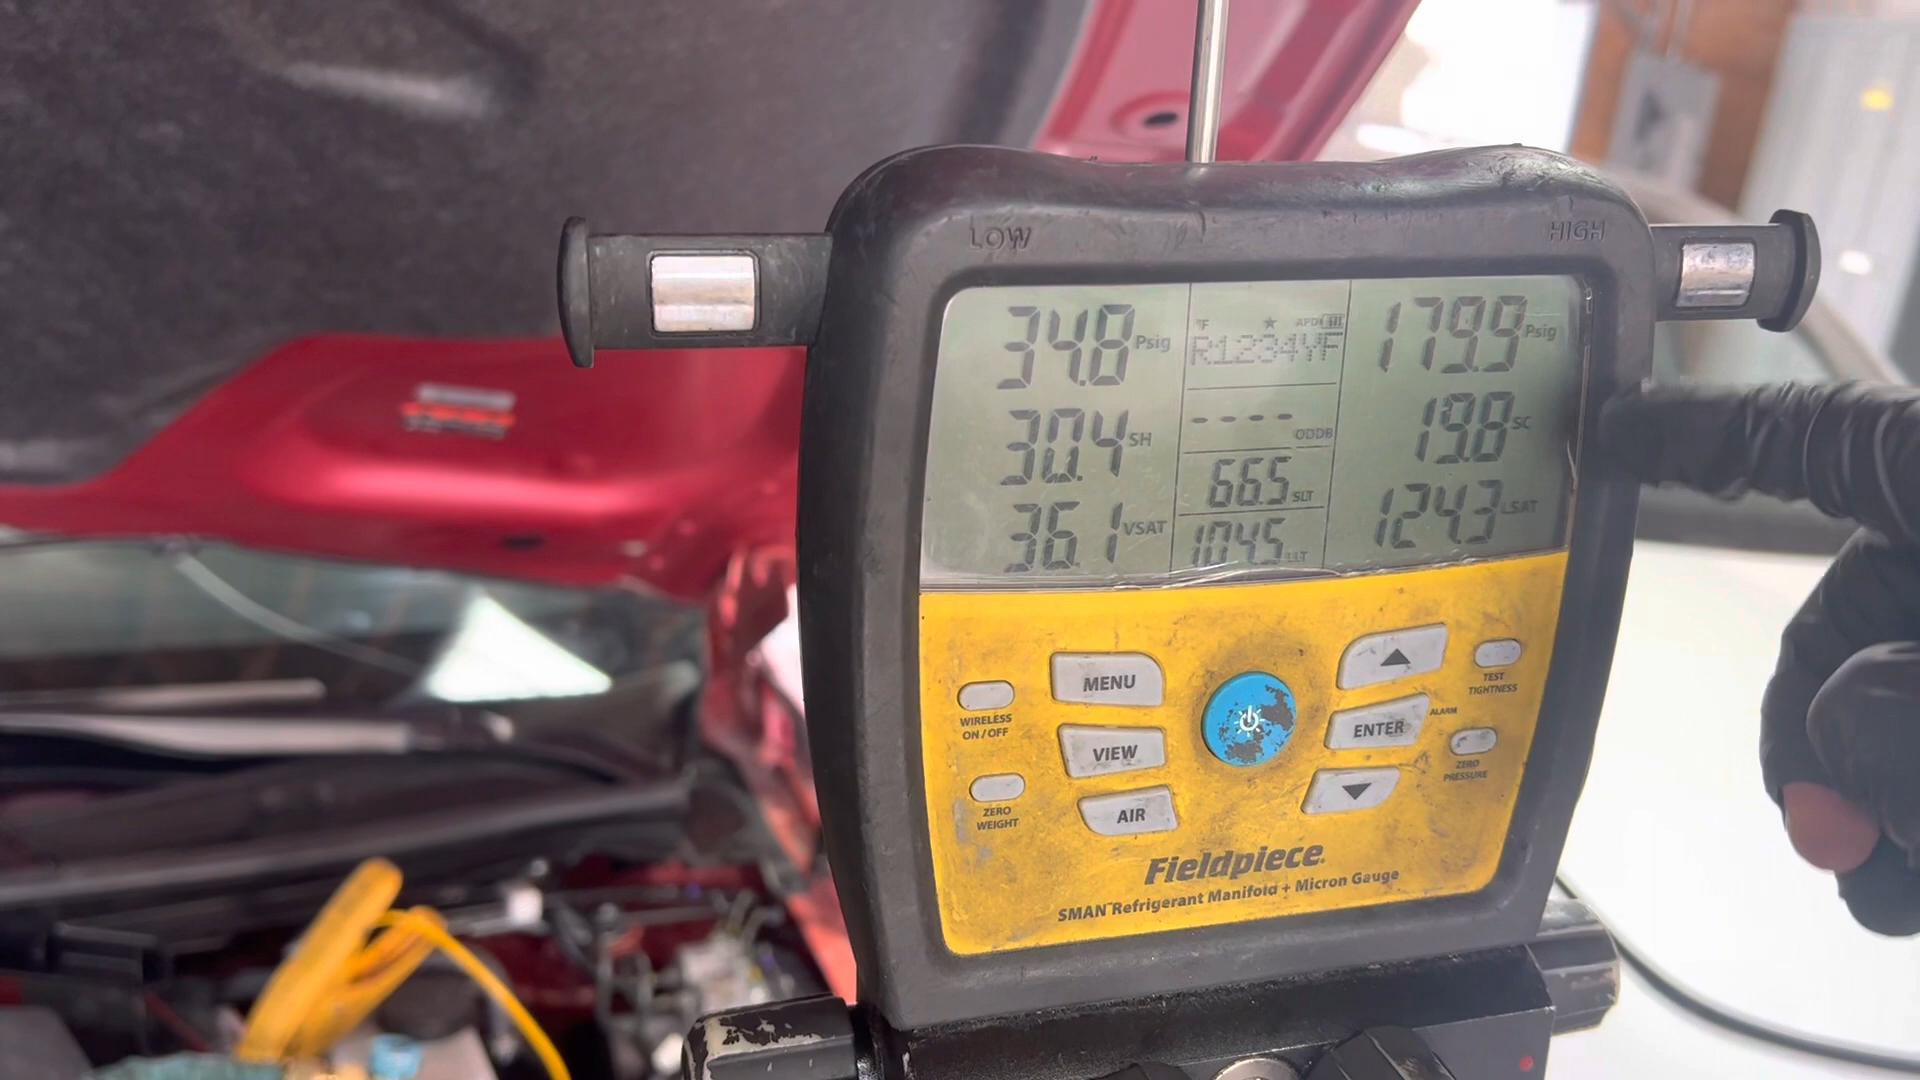 LOW
HIGH
34.8 Psig
°F
APO
R1234YF
179.9 Psig
30.4 SH
---- ODDB
19.8 SC
66.5 SLT
36.1 VSAT
104.5 LLT
124.3 LSAT
MENU
TEST
TIGHTNESS
WIRELESS
ON / OFF
VIEW
ENTER
ALARM
ZERO
PRESSURE
ZERO
WEIGHT
AIR
Fieldpiece
SMAN™ Refrigerant Manifold + Micron Gauge